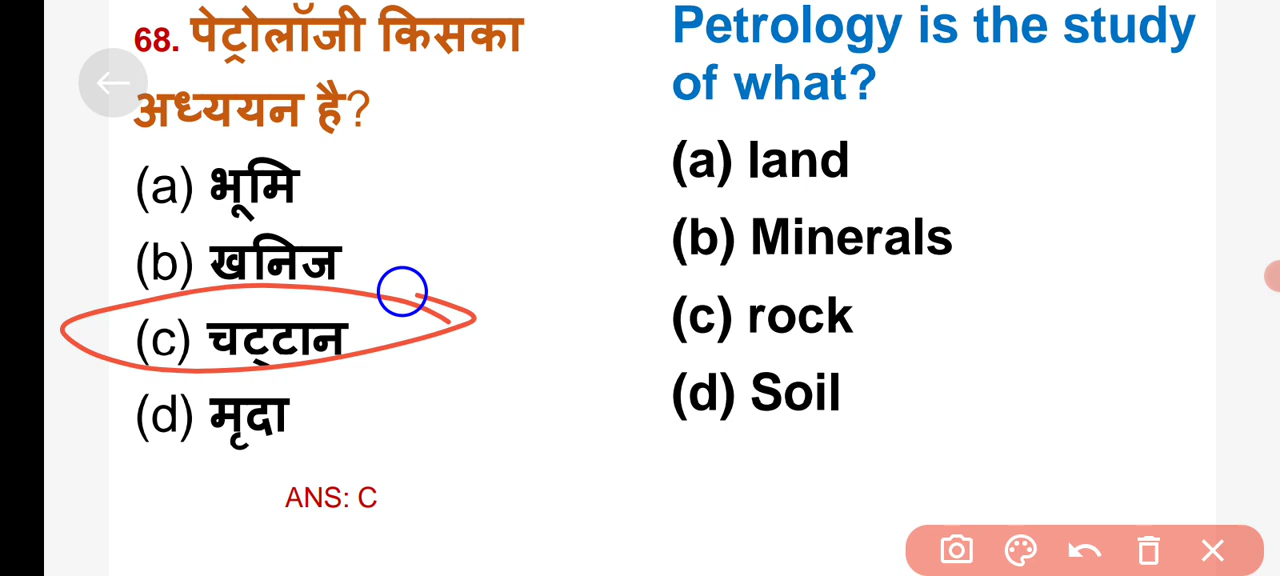 68. पेट्रोलॉजी किसका
अध्ययन है?
(a) भूमि
(b) खनिज
(c) चट्टान
(d) मृदा
ANS: C
Petrology is the study
of what?
(a) land
(b) Minerals
(c) rock
(d) Soil